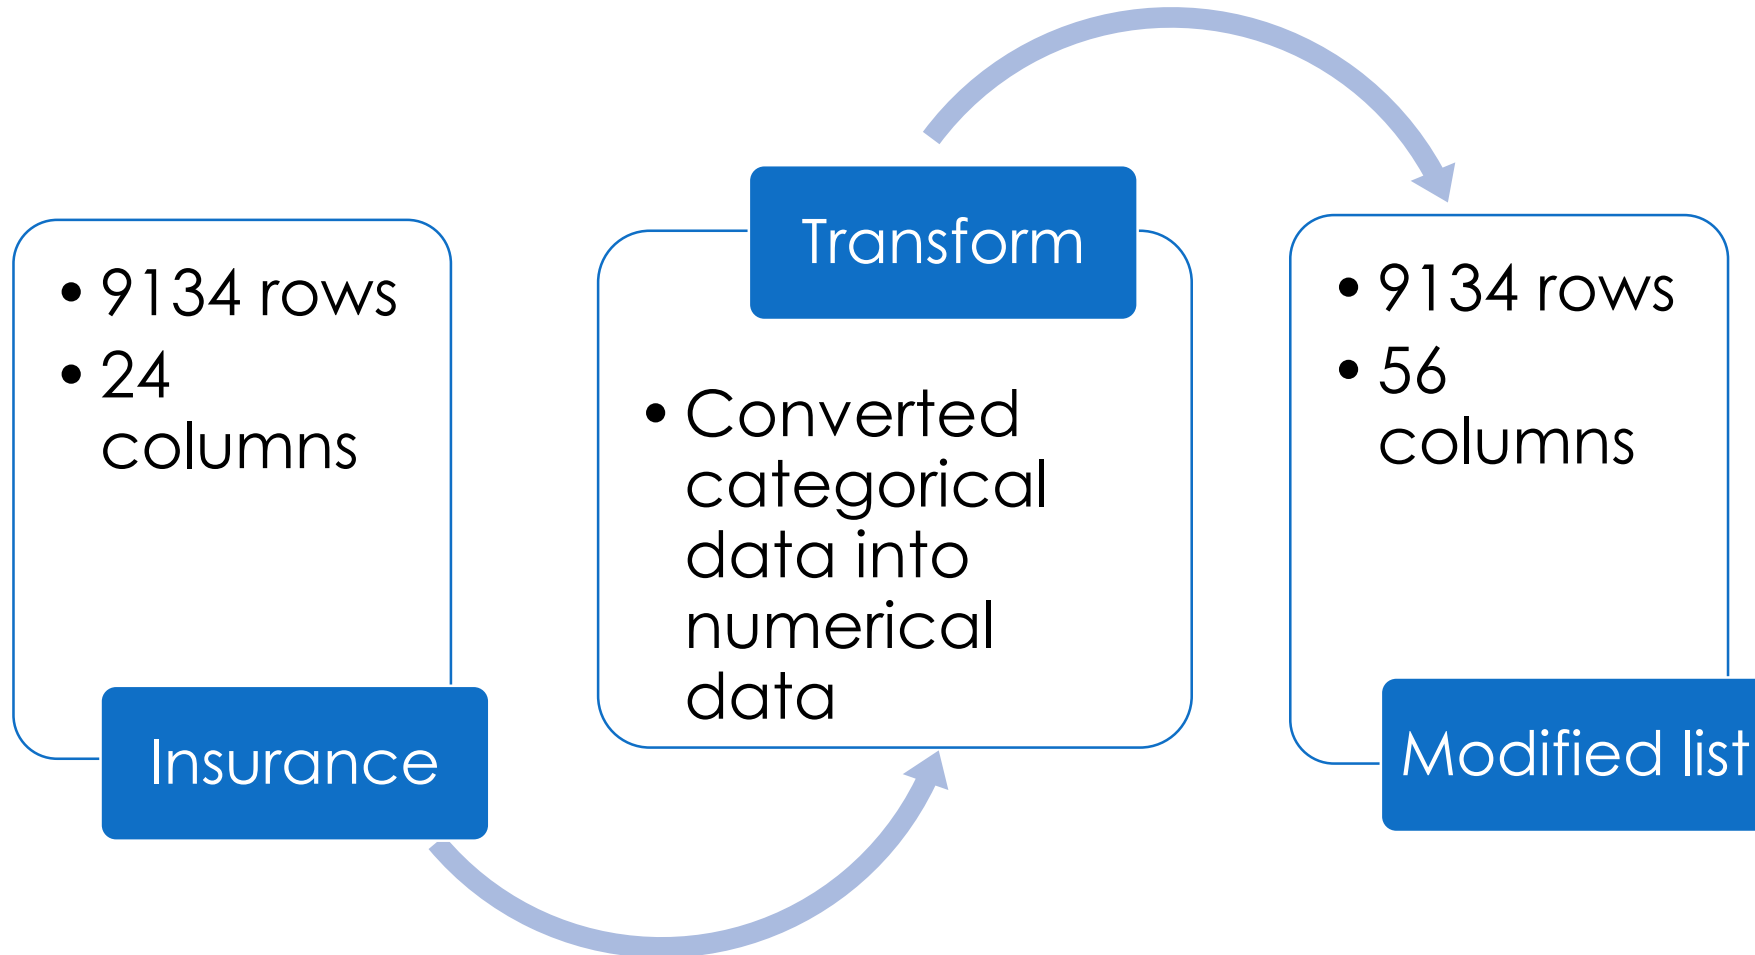 • 9134 rows
• 24
columns
Insurance
Transform
• Converted
categorical
data into
numerical
data
• 9134 rows
• 56
columns
Modified list